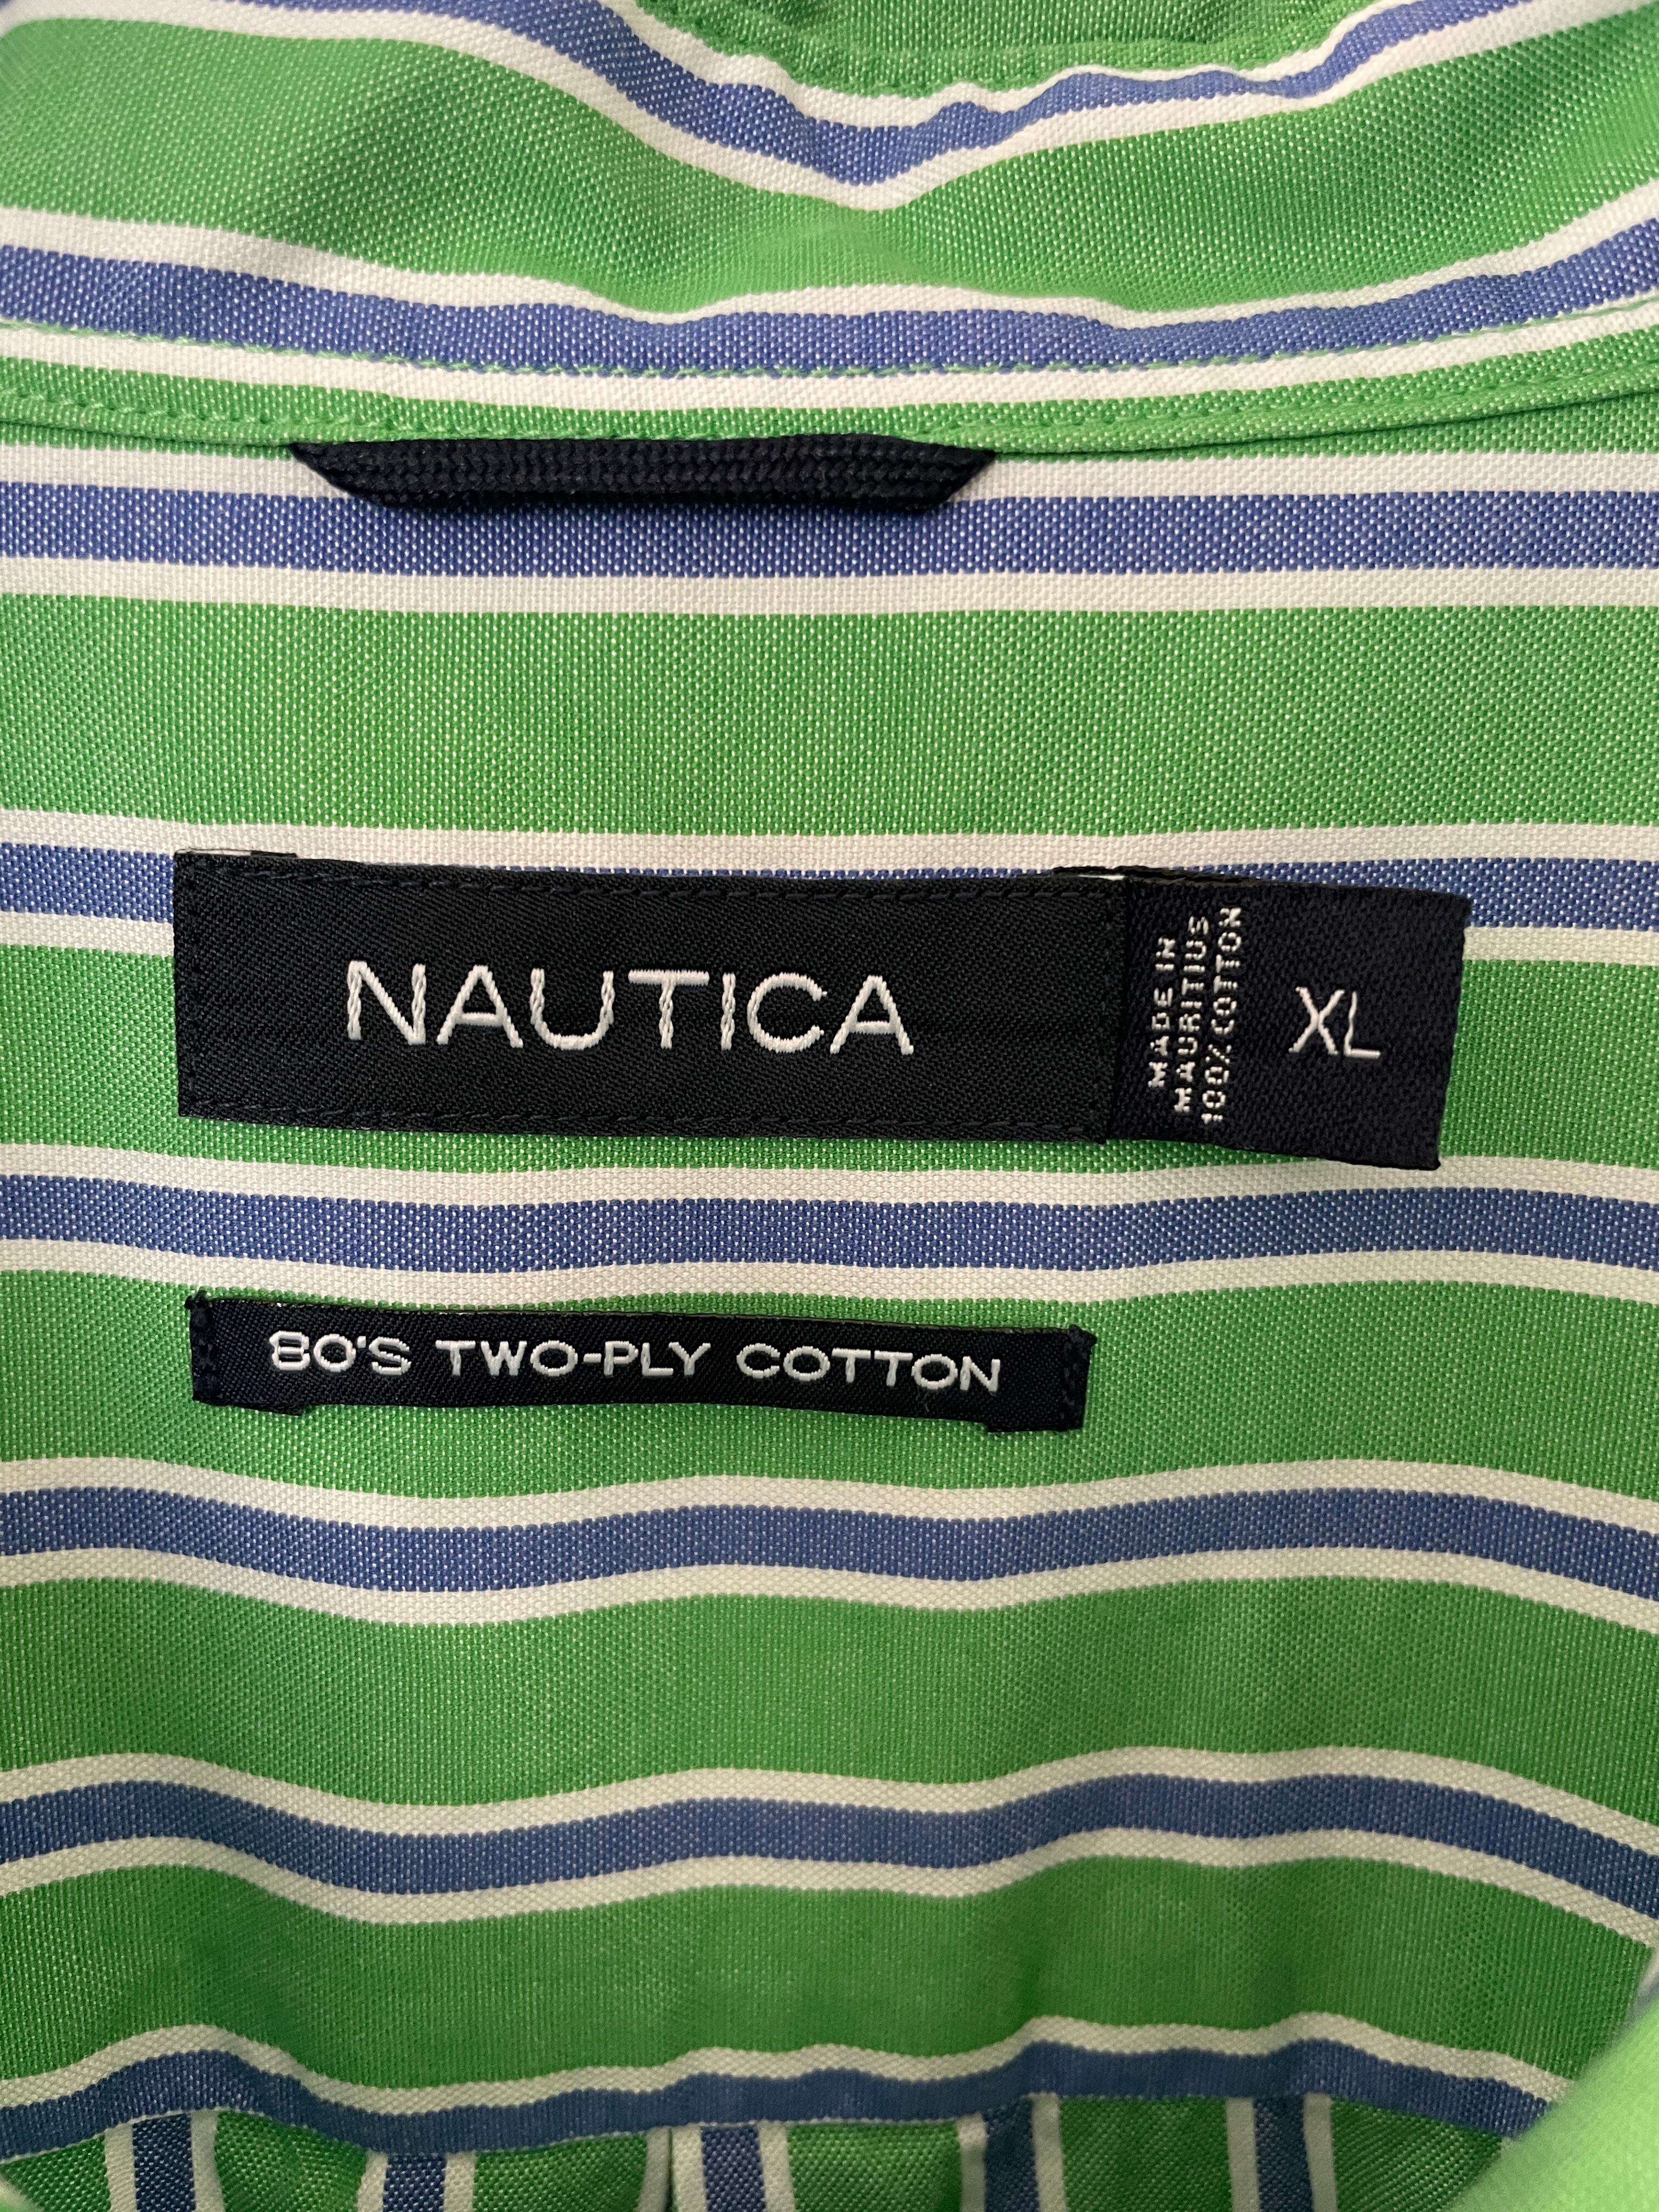 NAUTICA
MADE IN
MAURITIUS
100% COTTON
XL
80'S TWO-PLY COTTON